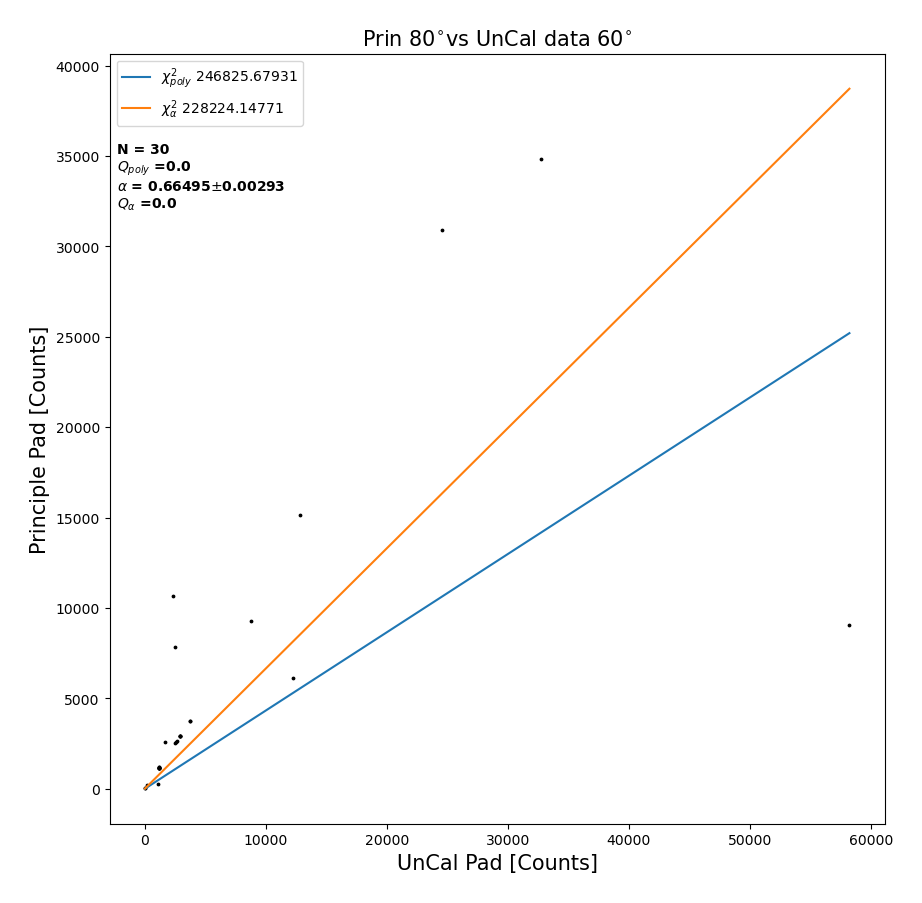 Prin 80°vs UnCal data 60°
χ²poly 246825.67931
χ²α 228224.14771
N = 30
Qpoly =0.0
α = 0.66495±0.00293
Qα =0.0
40000
35000
30000
25000
20000
15000
10000
5000
0
Principle Pad [Counts]
0 10000 20000 30000 40000 50000 60000
UnCal Pad [Counts]